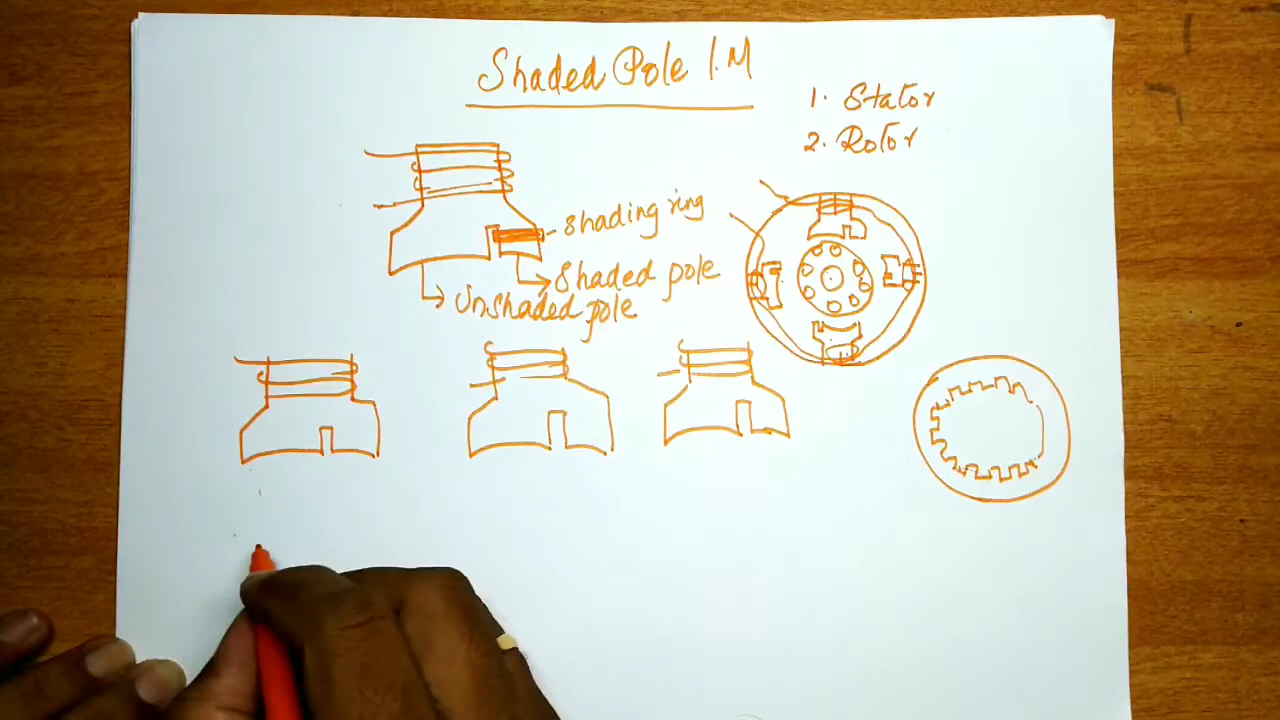 Shaded Pole I.M
1. Stator
2. Rotor
Shading ring
Shaded pole
Unshaded pole